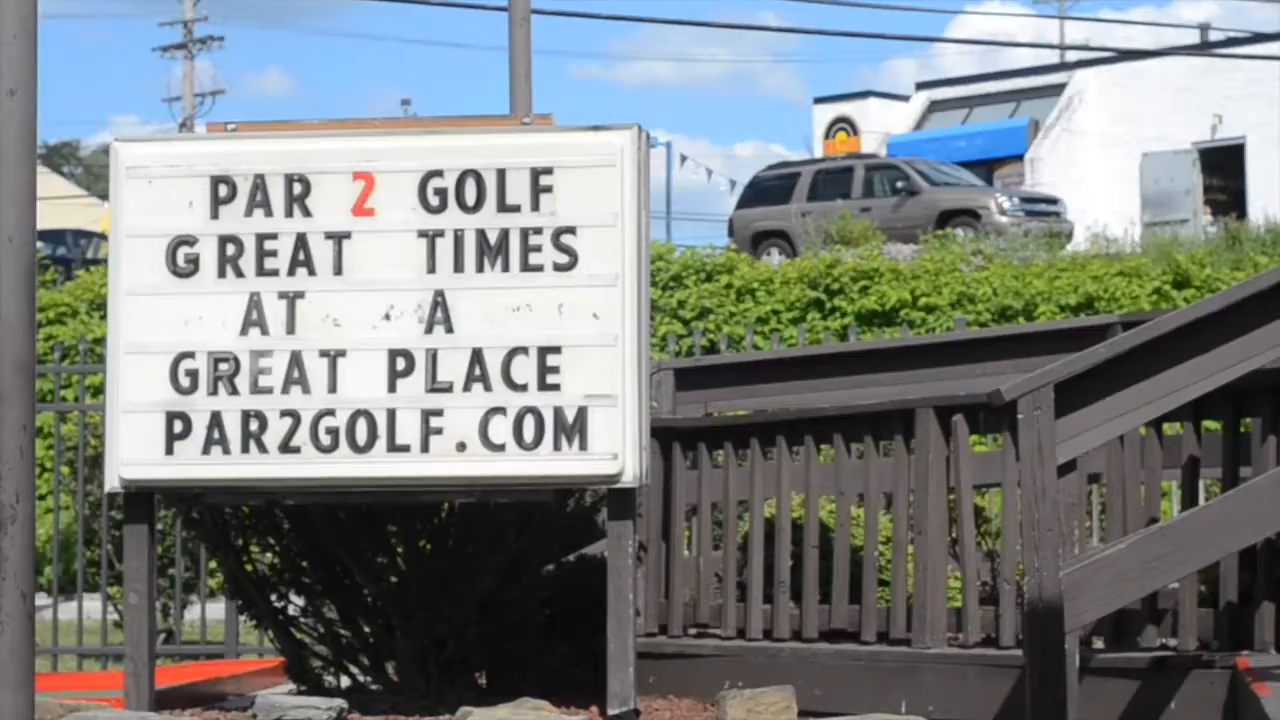 PAR 2 GOLF
GREAT TIMES
AT A
GREAT PLACE
PAR2GOLF.COM